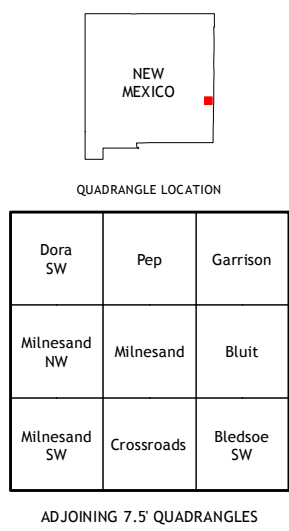 NEW
MEXICO
QUADRANGLE LOCATION
Dora
SW
Pep
Garrison
Milnesand
NW
Milnesand
Bluit
Milnesand
SW
Crossroads
Bledsoe
SW
ADJOINING 7.5' QUADRANGLES